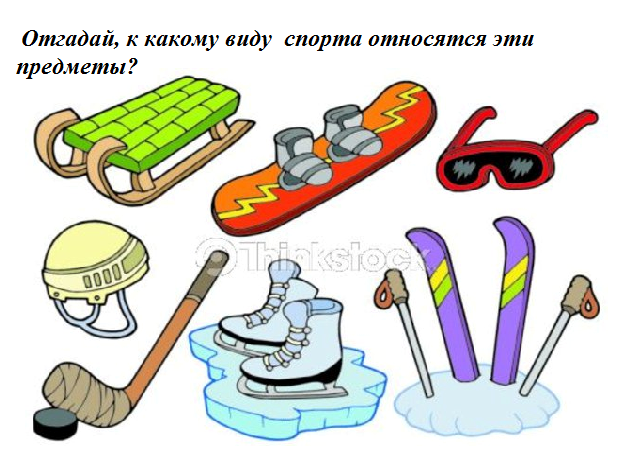 Отгадай, к какому виду спорта относятся эти
предметы?
Thinkstock